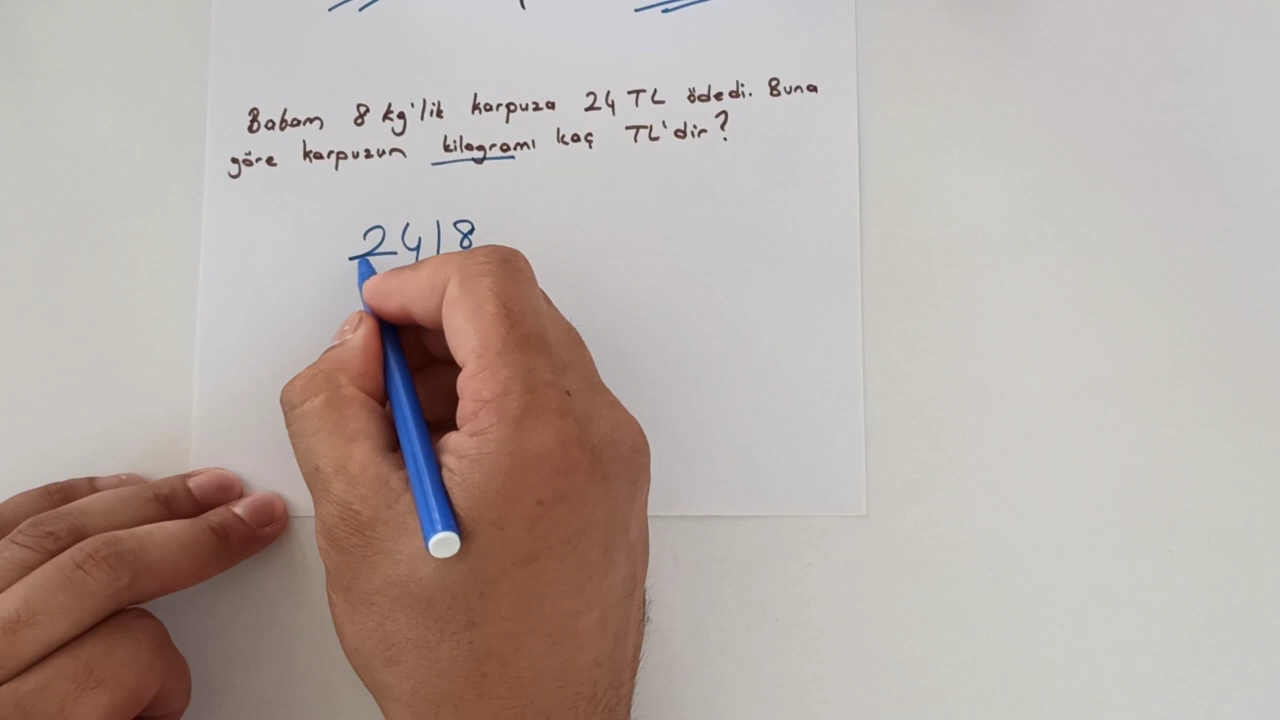 Babam 8 kg'lik karpuza 24 TL ödedi. Buna
göre karpuzun kilogramı kaç TL'dir?
24|8